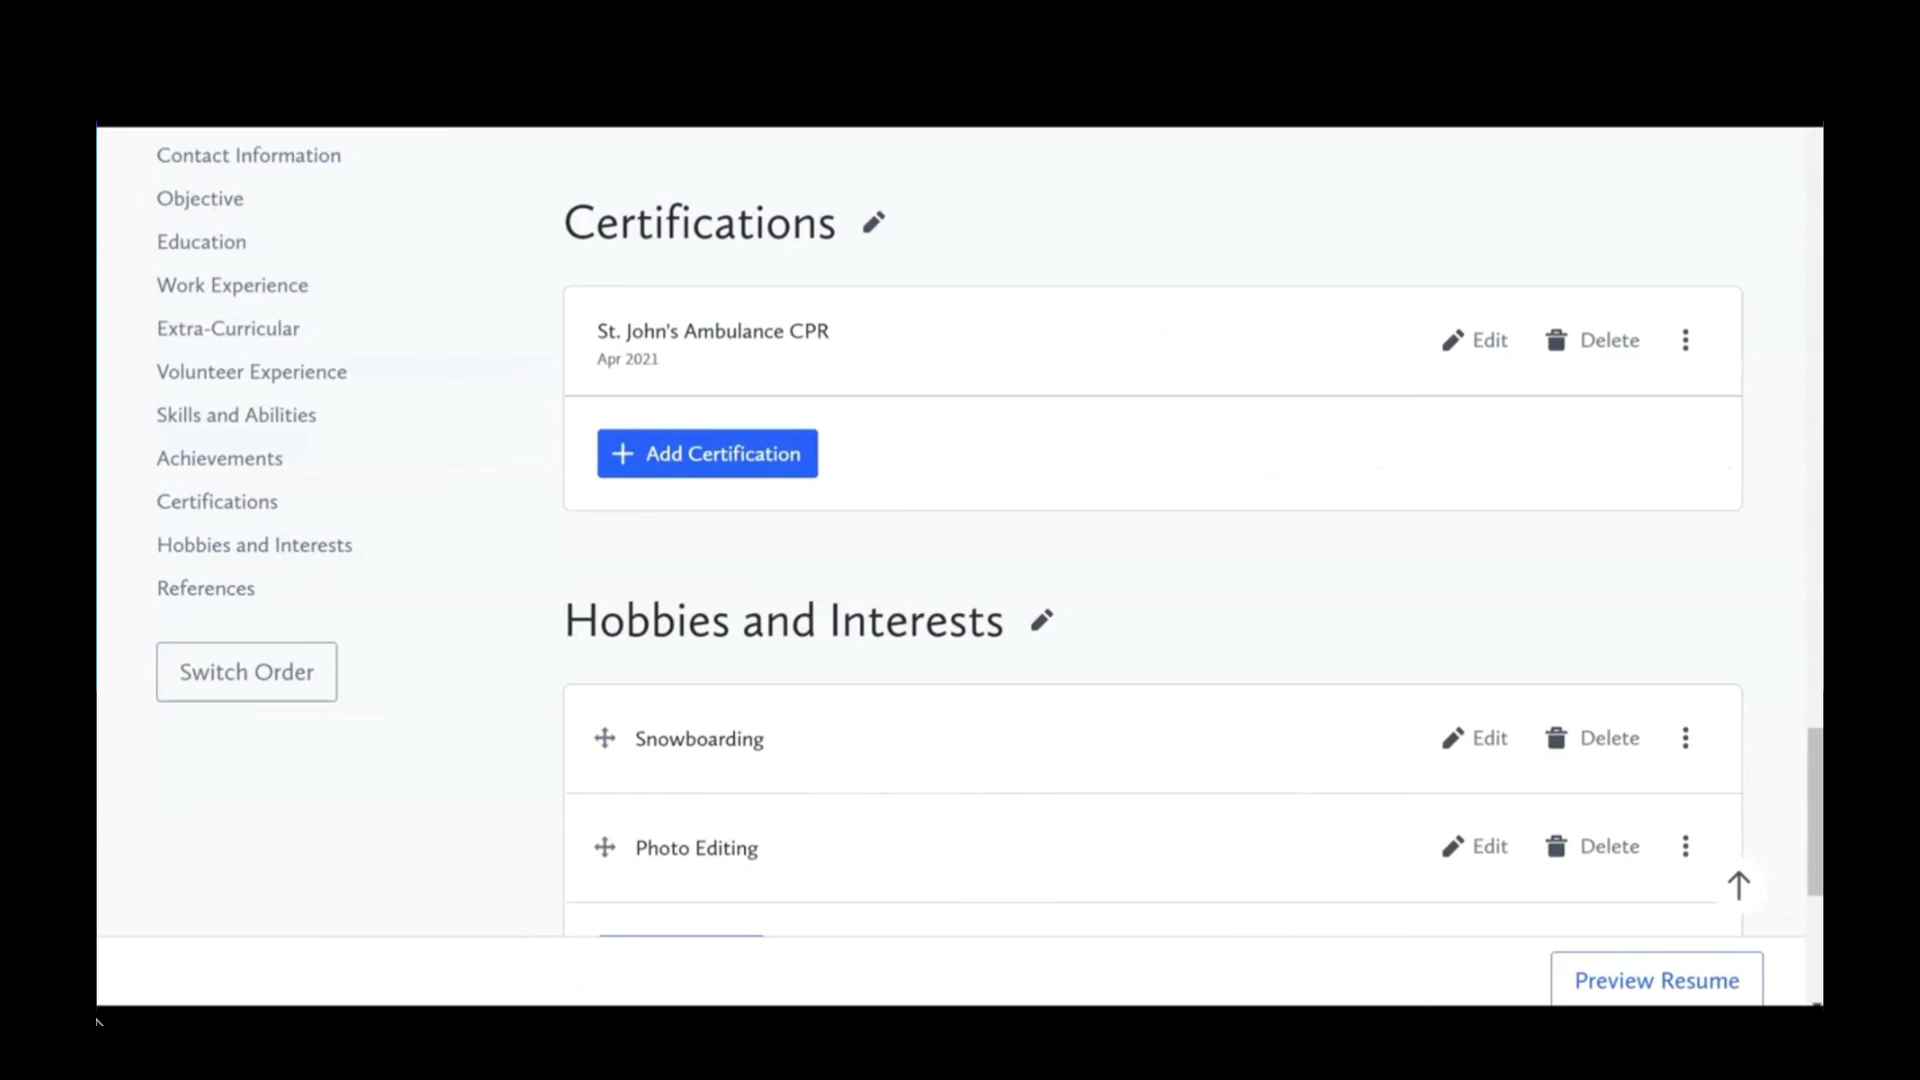 Contact Information
Objective
Education
Work Experience
Extra-Curricular
Volunteer Experience
Skills and Abilities
Achievements
Certifications
Hobbies and Interests
References
Switch Order
Certifications
St. John's Ambulance CPR
Apr 2021
Edit Delete
Add Certification
Hobbies and Interests
Snowboarding Edit Delete
Photo Editing Edit Delete
Preview Resume